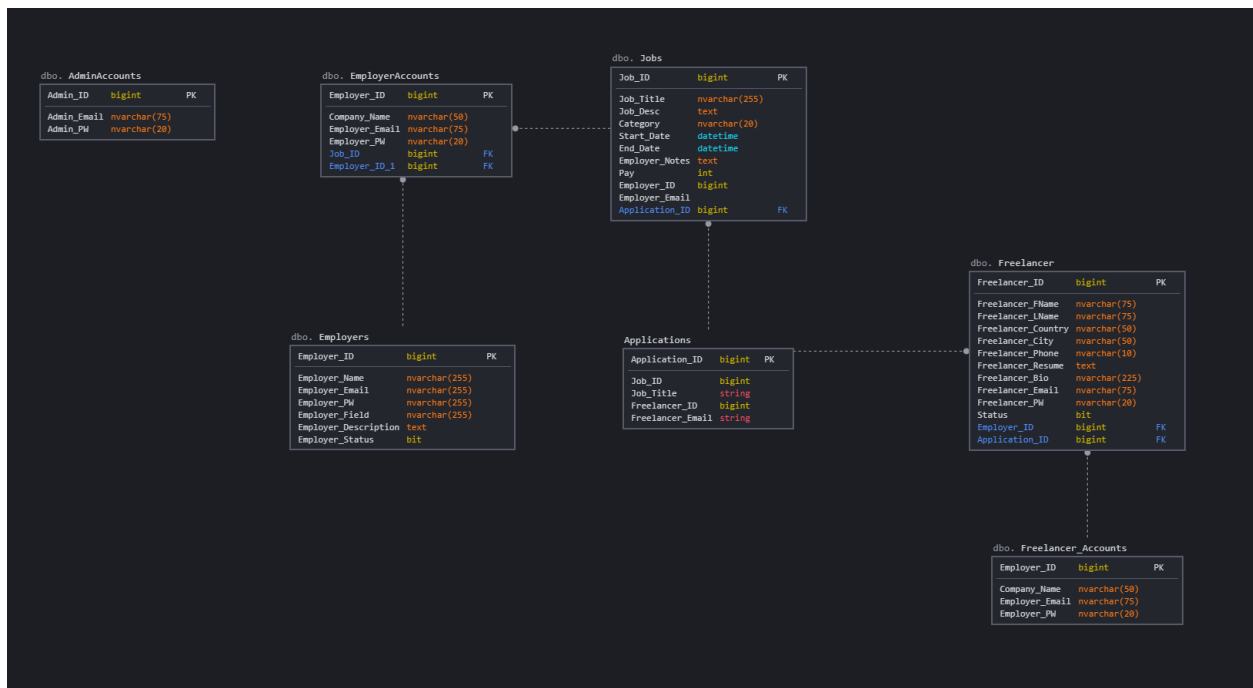 dbo. AdminAccounts
Admin_ID bigint PK
Admin_Email nvarchar(75)
Admin_PW nvarchar(20)
dbo. EmployerAccounts
Employer_ID bigint PK
Company_Name nvarchar(50)
Employer_Email nvarchar(75)
Employer_PW nvarchar(20)
Job_ID bigint FK
Employer_ID_1 bigint FK
dbo. Jobs
Job_ID bigint PK
Job_Title nvarchar(255)
Job_Desc text
Category nvarchar(20)
Start_Date datetime
End_Date datetime
Employer_Notes text
Pay int
Employer_ID bigint
Employer_Email
Application_ID bigint FK
dbo. Employers
Employer_ID bigint PK
Employer_Name nvarchar(255)
Employer_Email nvarchar(255)
Employer_PW nvarchar(255)
Employer_Field nvarchar(255)
Employer_Description text
Employer_Status bit
Applications
Application_ID bigint PK
Job_ID bigint
Job_Title string
Freelancer_ID bigint
Freelancer_Email string
dbo. Freelancer
Freelancer_ID bigint PK
Freelancer_FName nvarchar(75)
Freelancer_LName nvarchar(75)
Freelancer_Country nvarchar(50)
Freelancer_City nvarchar(50)
Freelancer_Phone nvarchar(10)
Freelancer_Resume text
Freelancer_Bio nvarchar(225)
Freelancer_Email nvarchar(75)
Freelancer_PW nvarchar(20)
Status bit
Employer_ID bigint FK
Application_ID bigint FK
dbo. Freelancer_Accounts
Employer_ID bigint PK
Company_Name nvarchar(50)
Employer_Email nvarchar(75)
Employer_PW nvarchar(20)